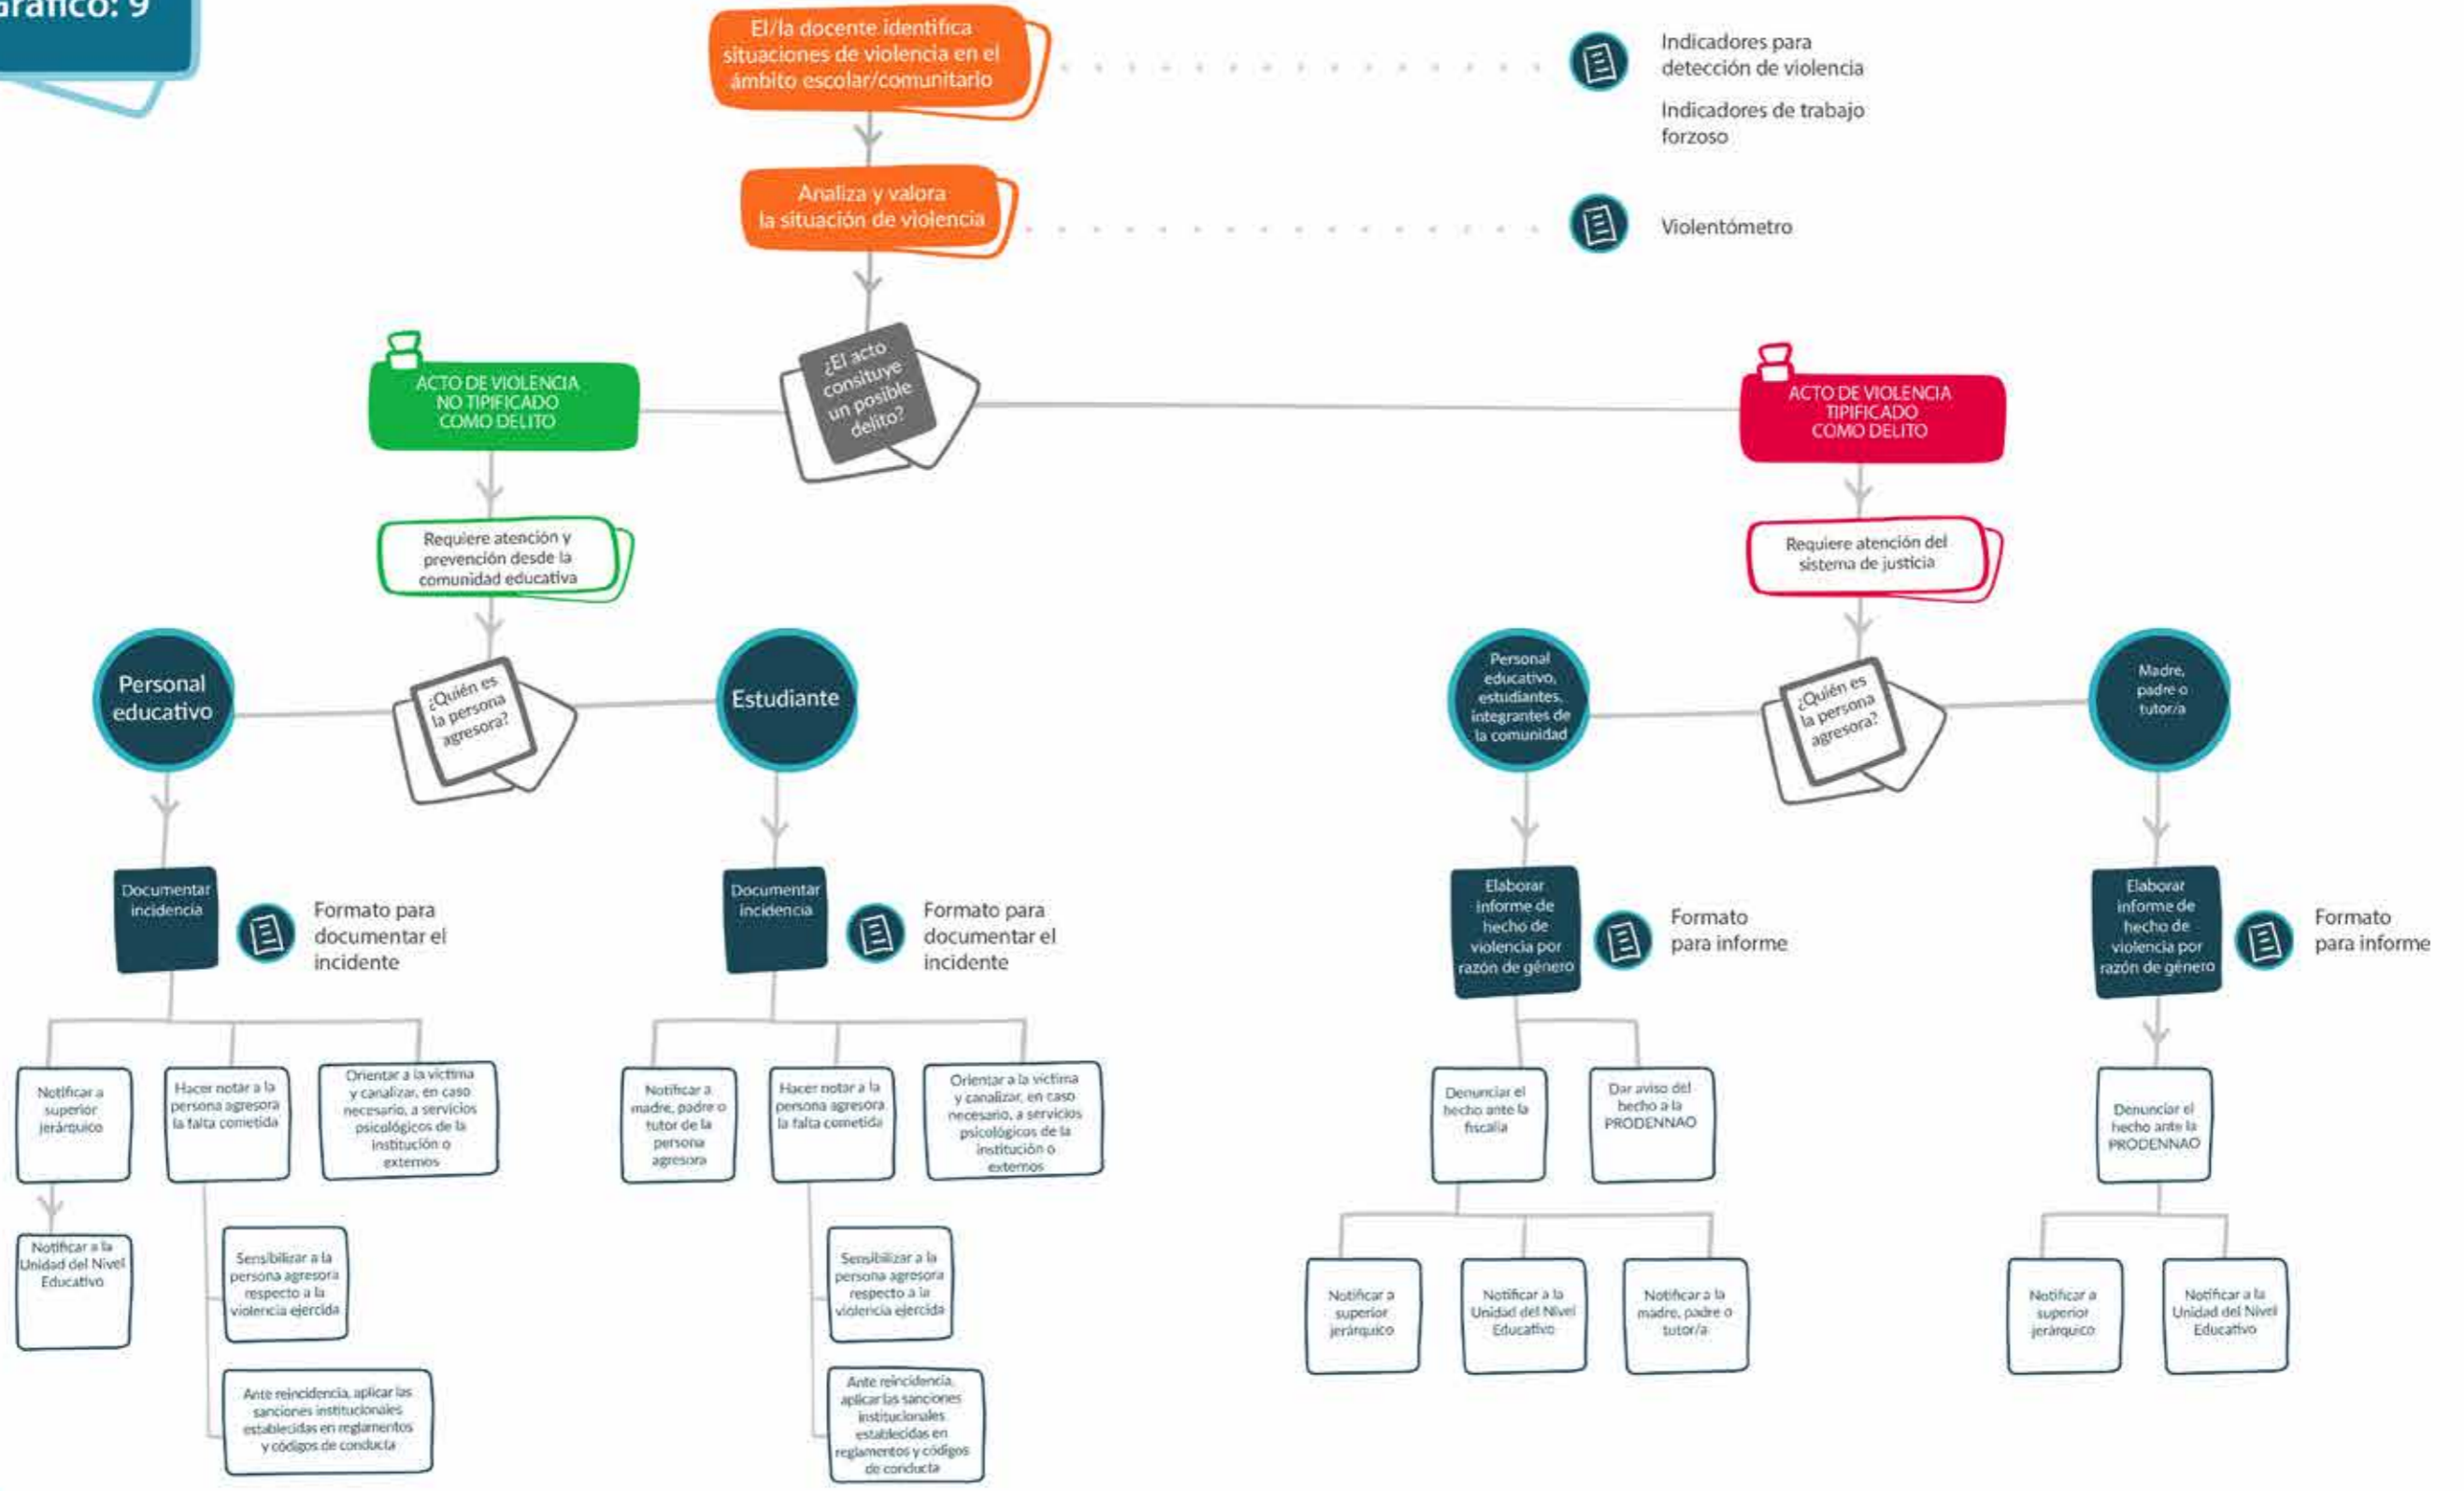 Gráfico: 9
El/la docente identifica
situaciones de violencia en el
ámbito escolar/comunitario
Indicadores para
detección de violencia
Indicadores de trabajo
forzoso
Analiza y valora
la situación de violencia
Violentómetro
¿El acto
consituye
un posible
delito?
ACTO DE VIOLENCIA
NO TIPIFICADO
COMO DELITO
ACTO DE VIOLENCIA
TIPIFICADO
COMO DELITO
Requiere atención y
prevención desde la
comunidad educativa
Requiere atención del
sistema de justicia
Personal
educativo
¿Quién es
la persona
agresora?
Estudiante
Personal
educativo,
estudiantes,
integrantes de
la comunidad
¿Quién es
la persona
agresora?
Madre,
padre o
tutor/a
Documentar
incidencia
Formato para
documentar el
incidente
Documentar
incidencia
Formato para
documentar el
incidente
Elaborar
informe de
hecho de
violencia por
razón de género
Formato
para informe
Elaborar
informe de
hecho de
violencia por
razón de género
Formato
para informe
Notificar a
superior
jerárquico
Hacer notar a la
persona agresora
la falta cometida
Orientar a la víctima
y canalizar, en caso
necesario, a servicios
psicológicos de la
institución o
externos
Notificar a
madre, padre o
tutor de la
persona
agresora
Hacer notar a la
persona agresora
la falta cometida
Orientar a la víctima
y canalizar, en caso
necesario, a servicios
psicológicos de la
institución o
externos
Denunciar el
hecho ante la
fiscalía
Dar aviso del
hecho a la
PRODENNAO
Denunciar el
hecho ante la
PRODENNAO
Notificar a la
Unidad del Nivel
Educativo
Sensibilizar a la
persona agresora
respecto a la
violencia ejercida
Sensibilizar a la
persona agresora
respecto a la
violencia ejercida
Notificar a
superior
jerárquico
Notificar a la
Unidad del Nivel
Educativo
Notificar a la
madre, padre o
tutor/a
Notificar a
superior
jerárquico
Notificar a la
Unidad del Nivel
Educativo
Ante reincidencia, aplicar las
sanciones institucionales
establecidas en reglamentos
y códigos de conducta
Ante reincidencia,
aplicar las sanciones
institucionales
establecidas en
reglamentos y códigos
de conducta